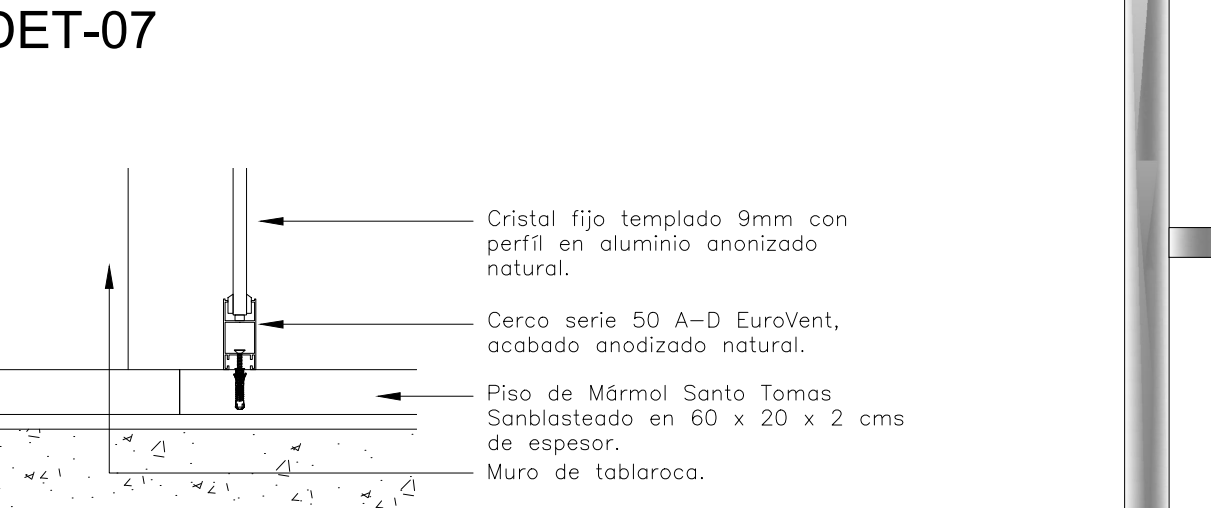 DET-07
Cristal fijo templado 9mm con
perfíl en aluminio anonizado
natural.
Cerco serie 50 A-D EuroVent,
acabado anodizado natural.
Piso de Mármol Santo Tomas
Sanblasteado en 60 x 20 x 2 cms
de espesor.
Muro de tablaroca.